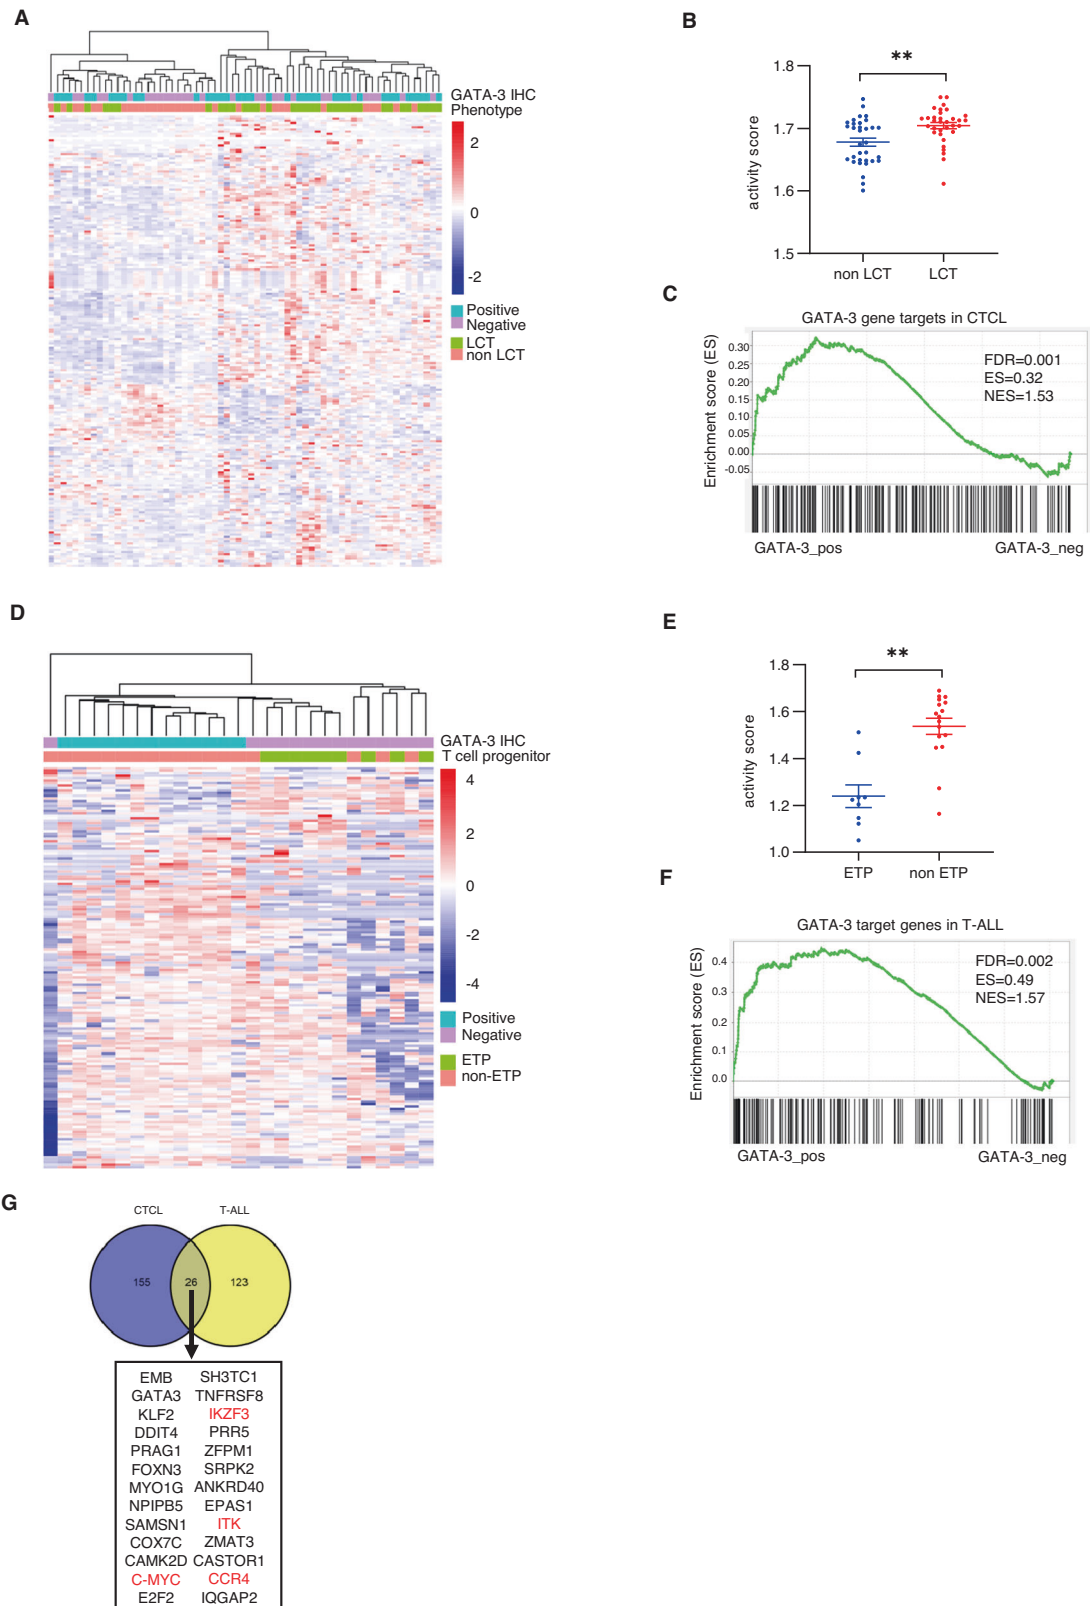 A
GATA-3 IHC
Phenotype
2
0
-2
Positive
Negative
LCT
non LCT
B
**
1.8
1.7
1.6
1.5
activity score
non LCT
LCT
C
GATA-3 gene targets in CTCL
Enrichment score (ES)
0.30
0.25
0.20
0.15
0.10
0.05
0.00
-0.05
FDR=0.001
ES=0.32
NES=1.53
GATA-3_pos
GATA-3_neg
D
GATA-3 IHC
T cell progenitor
4
2
0
-2
-4
Positive
Negative
ETP
non-ETP
E
**
1.8
1.6
1.4
1.2
1.0
activity score
ETP
non ETP
F
GATA-3 target genes in T-ALL
Enrichment score (ES)
0.4
0.3
0.2
0.1
0.0
FDR=0.002
ES=0.49
NES=1.57
GATA-3_pos
GATA-3_neg
G
CTCL
T-ALL
155
26
123
EMB SH3TC1
GATA3 TNFRSF8
KLF2 IKZF3
DDIT4 PRR5
PRAG1 ZFPM1
FOXN3 SRPK2
MYO1G ANKRD40
NPIPB5 EPAS1
SAMSN1 ITK
COX7C ZMAT3
CAMK2D CASTOR1
C-MYC CCR4
E2F2 IQGAP2